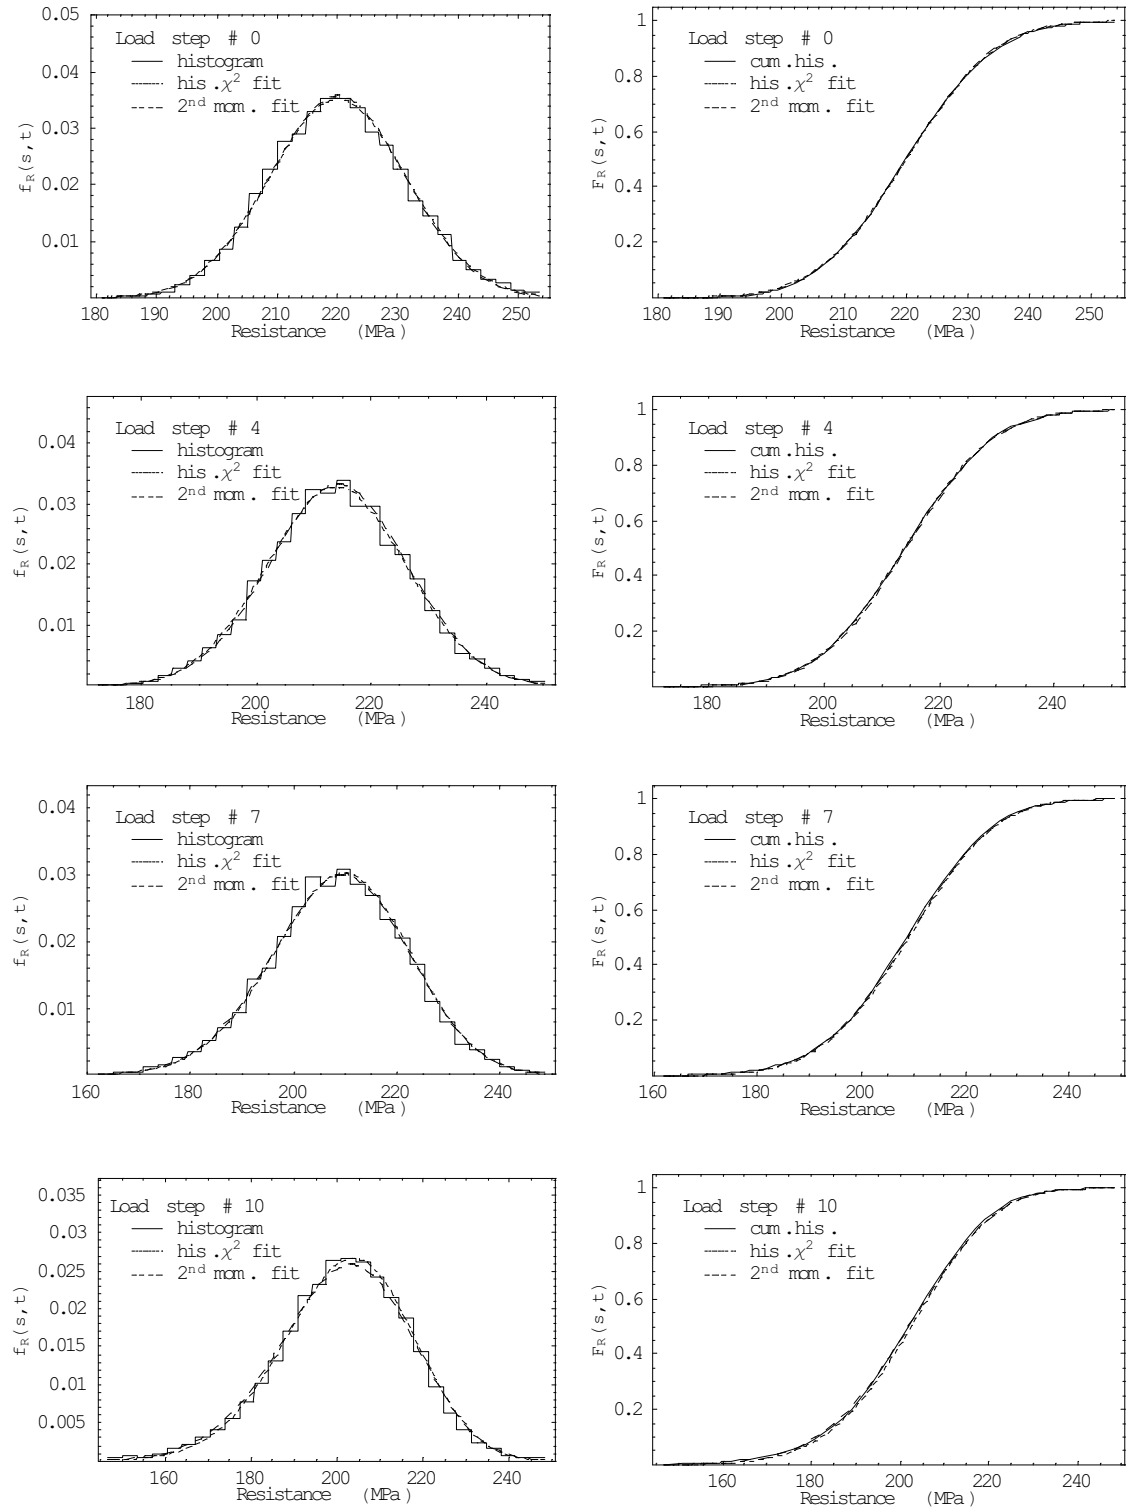 0.05
Load step # 0
histogram
his.χ² fit
2nd mom. fit
0.04
0.03
0.02
0.01
fR(s,t)
180 190 200 210 220 230 240 250
Resistance (MPa)
1
Load step # 0
cum.his.
his.χ² fit
2nd mom. fit
0.8
0.6
0.4
0.2
FR(s,t)
180 190 200 210 220 230 240 250
Resistance (MPa)
Load step # 4
0.04
histogram
his.χ² fit
2nd mom. fit
0.03
0.02
0.01
fR(s,t)
180 200 220 240
Resistance (MPa)
1
Load step # 4
cum.his.
his.χ² fit
2nd mom. fit
0.8
0.6
0.4
0.2
FR(s,t)
180 200 220 240
Resistance (MPa)
0.04
Load step # 7
histogram
his.χ² fit
2nd mom. fit
0.03
0.02
0.01
fR(s,t)
160 180 200 220 240
Resistance (MPa)
1
Load step # 7
cum.his.
his.χ² fit
2nd mom. fit
0.8
0.6
0.4
0.2
FR(s,t)
160 180 200 220 240
Resistance (MPa)
0.035
Load step # 10
histogram
his.χ² fit
2nd mom. fit
0.03
0.025
0.02
0.015
0.01
0.005
fR(s,t)
160 180 200 220 240
Resistance (MPa)
1
Load step # 10
cum.his.
his.χ² fit
2nd mom. fit
0.8
0.6
0.4
0.2
FR(s,t)
160 180 200 220 240
Resistance (MPa)